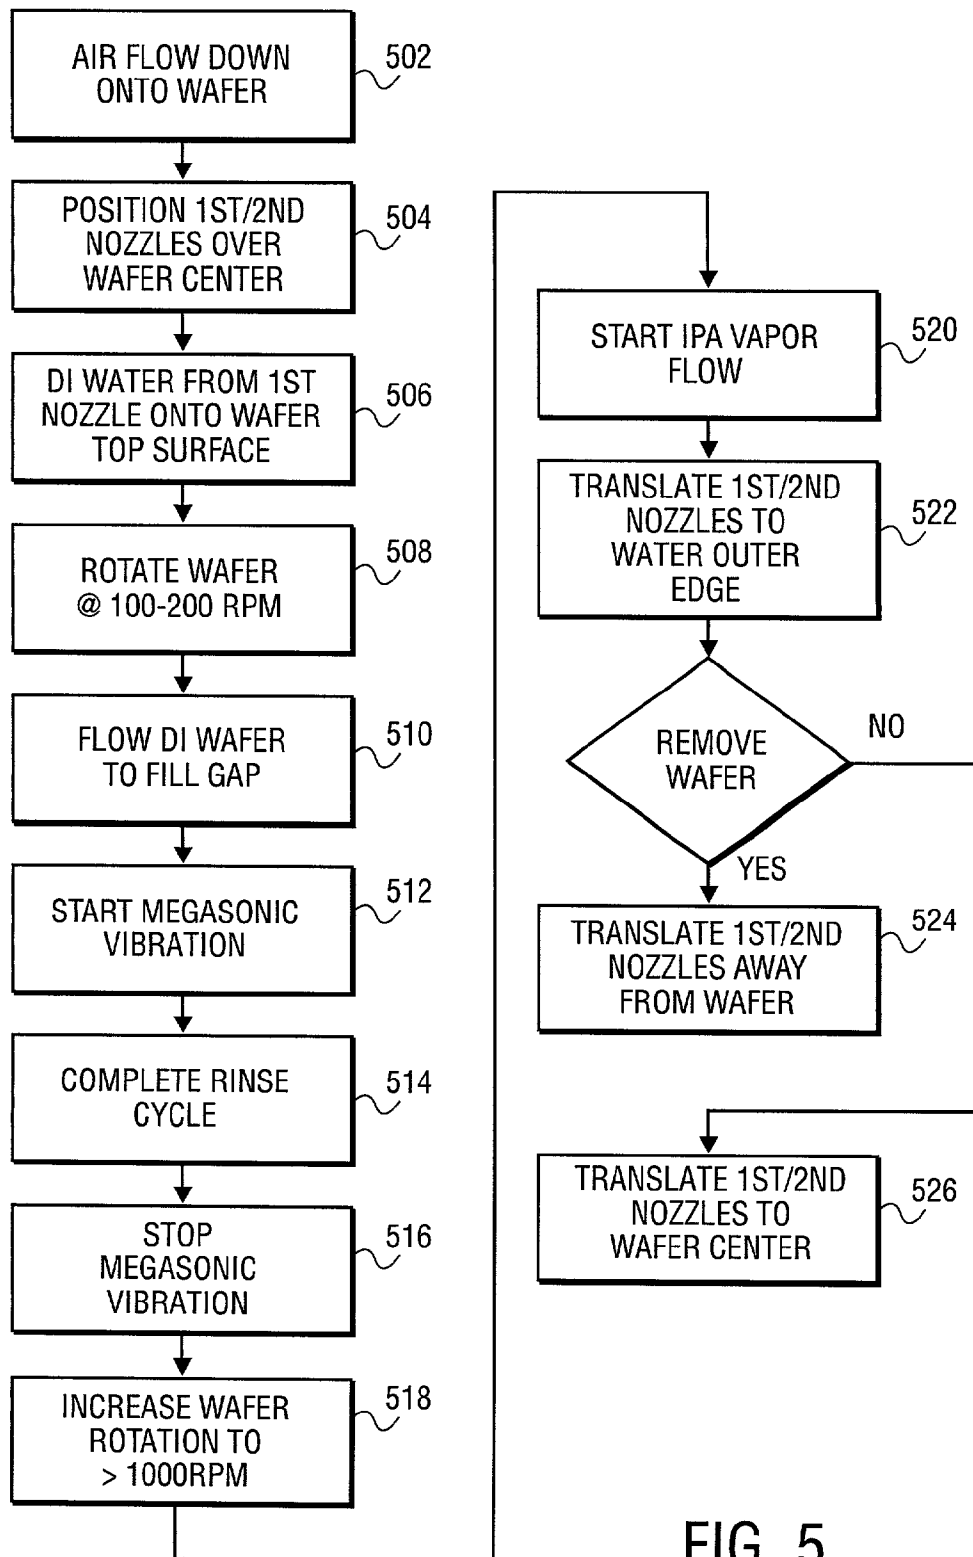 AIR FLOW DOWN
ONTO WAFER
502
POSITION 1ST/2ND
NOZZLES OVER
WAFER CENTER
504
DI WATER FROM 1ST
NOZZLE ONTO WAFER
TOP SURFACE
506
ROTATE WAFER
@ 100-200 RPM
508
FLOW DI WAFER
TO FILL GAP
510
START MEGASONIC
VIBRATION
512
COMPLETE RINSE
CYCLE
514
STOP
MEGASONIC
VIBRATION
516
INCREASE WAFER
ROTATION TO
> 1000RPM
518
START IPA VAPOR
FLOW
520
TRANSLATE 1ST/2ND
NOZZLES TO
WATER OUTER
EDGE
522
REMOVE
WAFER
NO
YES
TRANSLATE 1ST/2ND
NOZZLES AWAY
FROM WAFER
524
TRANSLATE 1ST/2ND
NOZZLES TO
WAFER CENTER
526
FIG. 5